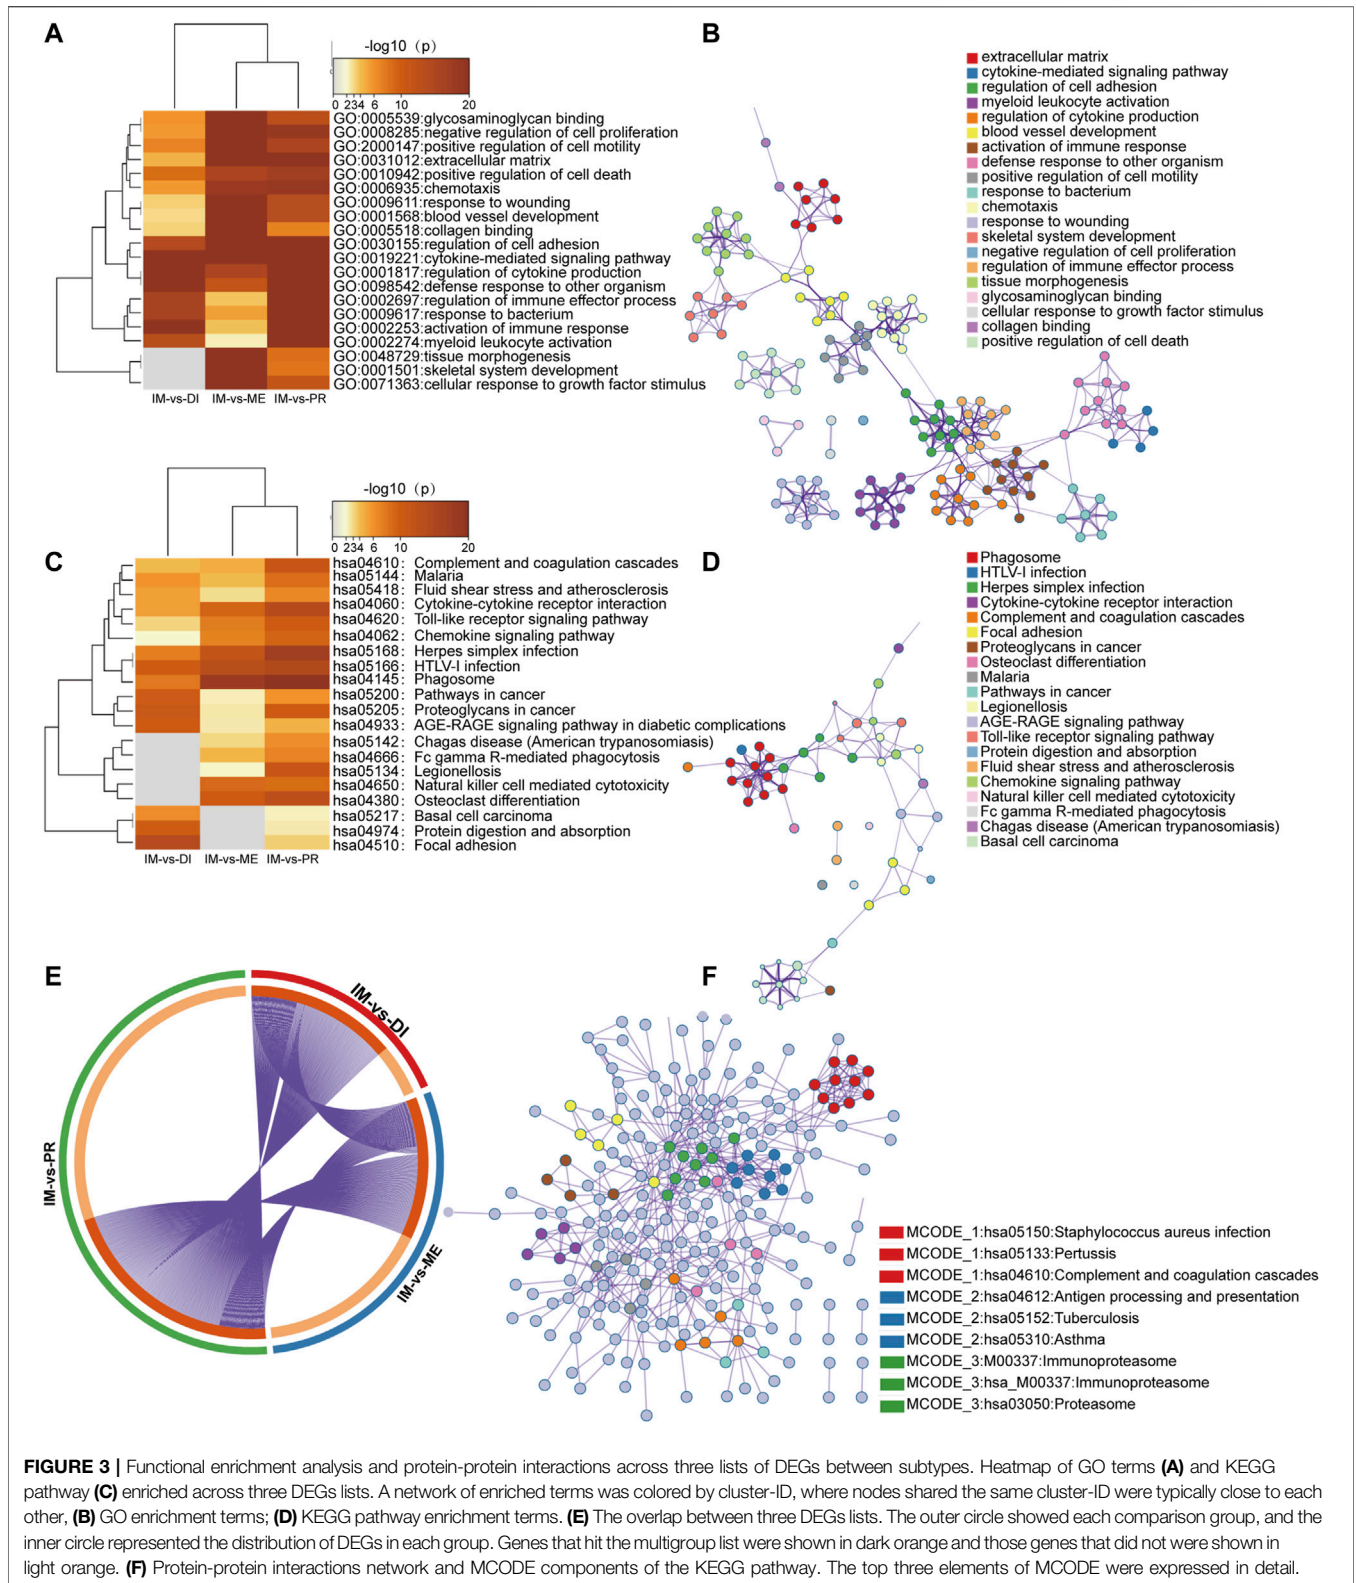 A
-log10 (p)
0 2 3 4 6 10 20
GO:0005539:glycosaminoglycan binding
GO:0008285:negative regulation of cell proliferation
GO:2000147:positive regulation of cell motility
GO:0031012:extracellular matrix
GO:0010942:positive regulation of cell death
GO:0006935:chemotaxis
GO:0009611:response to wounding
GO:0001568:blood vessel development
GO:0005518:collagen binding
GO:0030155:regulation of cell adhesion
GO:0019221:cytokine-mediated signaling pathway
GO:0001817:regulation of cytokine production
GO:0098542:defense response to other organism
GO:0002697:regulation of immune effector process
GO:0009617:response to bacterium
GO:0002253:activation of immune response
GO:0002274:myeloid leukocyte activation
GO:0048729:tissue morphogenesis
GO:0001501:skeletal system development
GO:0071363:cellular response to growth factor stimulus
IM-vs-DI IM-vs-ME IM-vs-PR
B
extracellular matrix
cytokine-mediated signaling pathway
regulation of cell adhesion
myeloid leukocyte activation
regulation of cytokine production
blood vessel development
activation of immune response
defense response to other organism
positive regulation of cell motility
response to bacterium
chemotaxis
response to wounding
skeletal system development
negative regulation of cell proliferation
regulation of immune effector process
tissue morphogenesis
glycosaminoglycan binding
cellular response to growth factor stimulus
collagen binding
positive regulation of cell death
C
-log10 (p)
0 2 3 4 6 10 20
hsa04610: Complement and coagulation cascades
hsa05144: Malaria
hsa05418: Fluid shear stress and atherosclerosis
hsa04060: Cytokine-cytokine receptor interaction
hsa04620: Toll-like receptor signaling pathway
hsa04062: Chemokine signaling pathway
hsa05168: Herpes simplex infection
hsa05166: HTLV-I infection
hsa04145: Phagosome
hsa05200: Pathways in cancer
hsa05205: Proteoglycans in cancer
hsa04933: AGE-RAGE signaling pathway in diabetic complications
hsa05142: Chagas disease (American trypanosomiasis)
hsa04666: Fc gamma R-mediated phagocytosis
hsa05134: Legionellosis
hsa04650: Natural killer cell mediated cytotoxicity
hsa04380: Osteoclast differentiation
hsa05217: Basal cell carcinoma
hsa04974: Protein digestion and absorption
hsa04510: Focal adhesion
IM-vs-DI IM-vs-ME IM-vs-PR
D
Phagosome
HTLV-I infection
Herpes simplex infection
Cytokine-cytokine receptor interaction
Complement and coagulation cascades
Focal adhesion
Proteoglycans in cancer
Osteoclast differentiation
Malaria
Pathways in cancer
Legionellosis
AGE-RAGE signaling pathway
Toll-like receptor signaling pathway
Protein digestion and absorption
Fluid shear stress and atherosclerosis
Chemokine signaling pathway
Natural killer cell mediated cytotoxicity
Fc gamma R-mediated phagocytosis
Chagas disease (American trypanosomiasis)
Basal cell carcinoma
E
IM-vs-DI
IM-vs-PR
IM-vs-ME
F
MCODE_1:hsa05150:Staphylococcus aureus infection
MCODE_1:hsa05133:Pertussis
MCODE_1:hsa04610:Complement and coagulation cascades
MCODE_2:hsa04612:Antigen processing and presentation
MCODE_2:hsa05152:Tuberculosis
MCODE_2:hsa05310:Asthma
MCODE_3:M00337:Immunoproteasome
MCODE_3:hsa_M00337:Immunoproteasome
MCODE_3:hsa03050:Proteasome
FIGURE 3 | Functional enrichment analysis and protein-protein interactions across three lists of DEGs between subtypes. Heatmap of GO terms (A) and KEGG
pathway (C) enriched across three DEGs lists. A network of enriched terms was colored by cluster-ID, where nodes shared the same cluster-ID were typically close to each
other, (B) GO enrichment terms; (D) KEGG pathway enrichment terms. (E) The overlap between three DEGs lists. The outer circle showed each comparison group, and the
inner circle represented the distribution of DEGs in each group. Genes that hit the multigroup list were shown in dark orange and those genes that did not were shown in
light orange. (F) Protein-protein interactions network and MCODE components of the KEGG pathway. The top three elements of MCODE were expressed in detail.